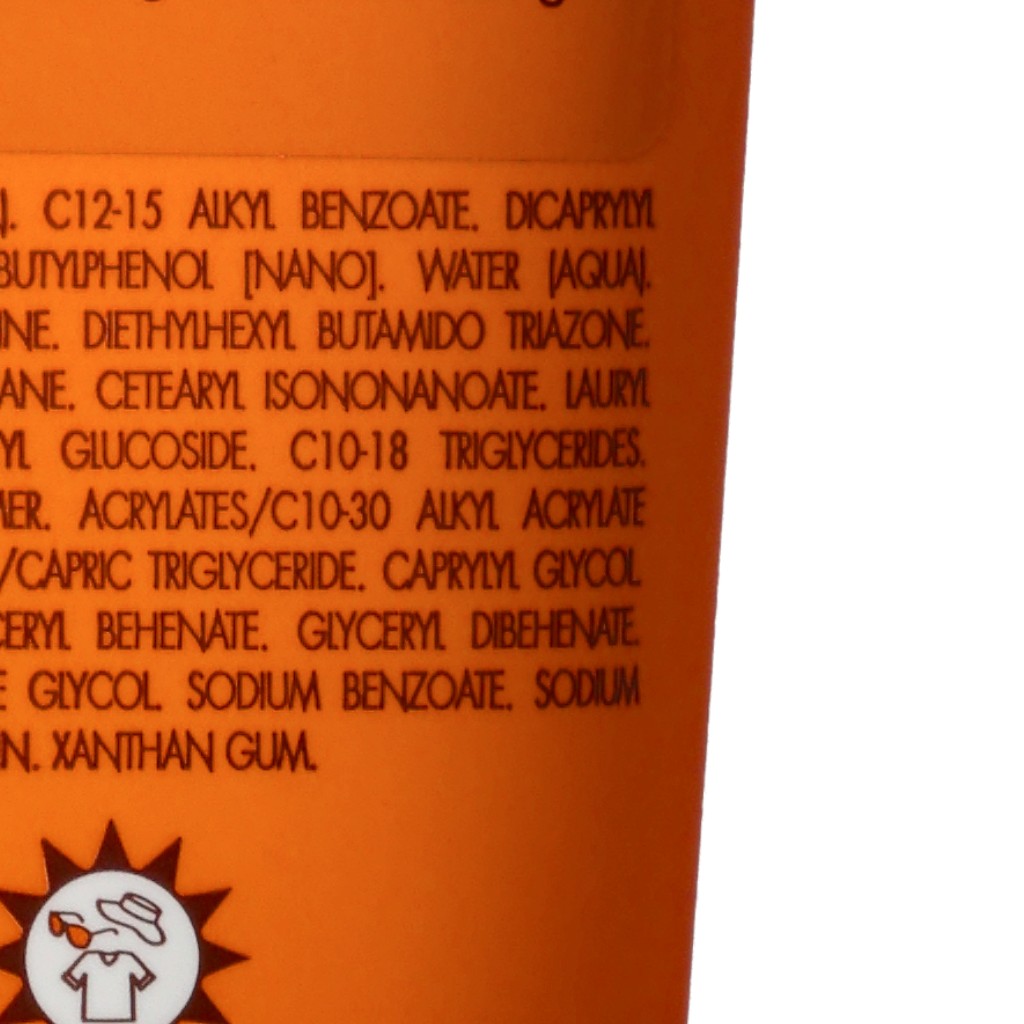 . C12-15 ALKYL BENZOATE. DICAPRYLYL
BUTYLPHENOL [NANO]. WATER (AQUA).
INE. DIETHYLHEXYL BUTAMIDO TRIAZONE.
ANE. CETEARYL ISONONANOATE. LAURYL
YL GLUCOSIDE. C10-18 TRIGLYCERIDES.
MER. ACRYLATES/C10-30 ALKYL ACRYLATE
/CAPRIC TRIGLYCERIDE. CAPRYLYL GLYCOL
CERYL BEHENATE. GLYCERYL DIBEHENATE.
E GLYCOL. SODIUM BENZOATE. SODIUM
IN. XANTHAN GUM.